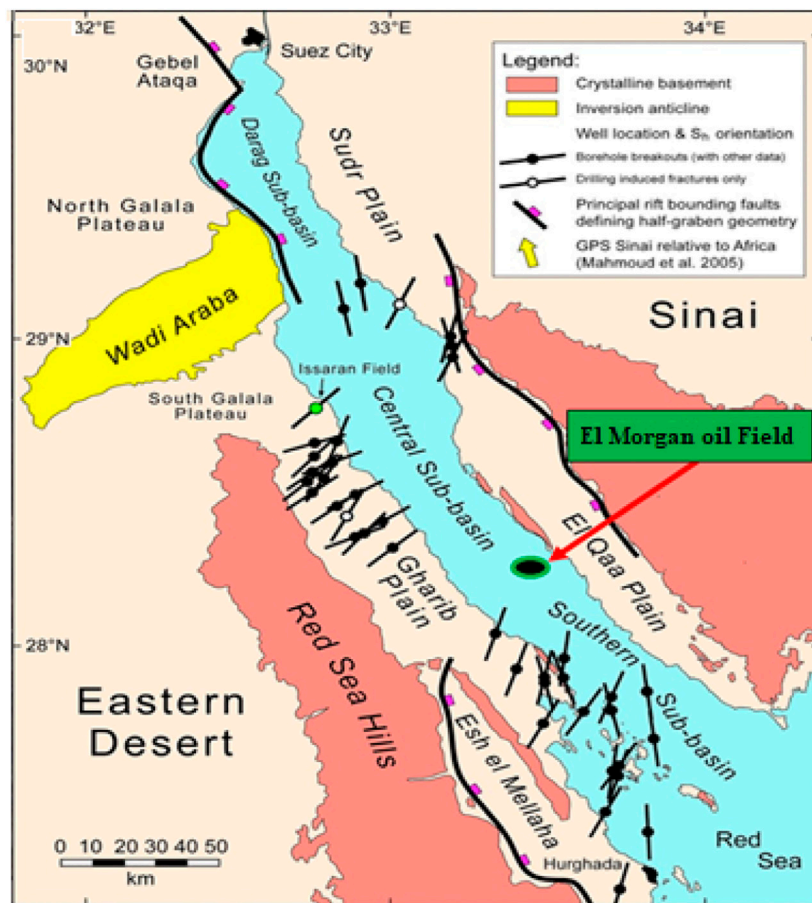 32°E
33°E
34°E
30°N
Suez City
Gebel
Ataqa
Legend:
Crystalline basement
Inversion anticline
Well location & Sh orientation
Borehole breakouts (with other data)
Drilling induced fractures only
Principal rift bounding faults
defining half-graben geometry
GPS Sinai relative to Africa
(Mahmoud et al. 2005)
Darag Sub-basin
Sudr Plain
North Galala
Plateau
Wadi Araba
Sinai
29°N
Issaran Field
South Galala
Plateau
Central Sub-basin
El Morgan oil Field
El Qaa Plain
Gharib
Plain
Southern
Sub-basin
28°N
Red Sea Hills
Eastern
Desert
Esh el Mellaha
Red
Sea
0 10 20 30 40 50
km
Hurghada